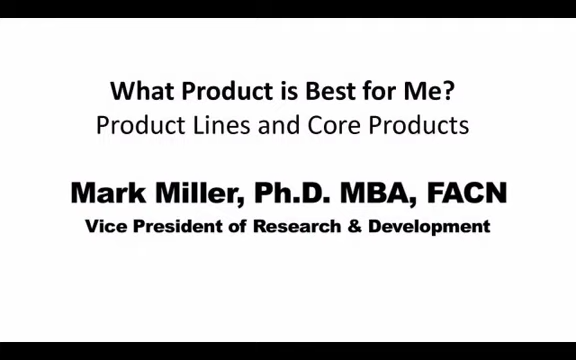 What Product is Best for Me?
Product Lines and Core Products
Mark Miller, Ph.D. MBA, FACN
Vice President of Research & Development